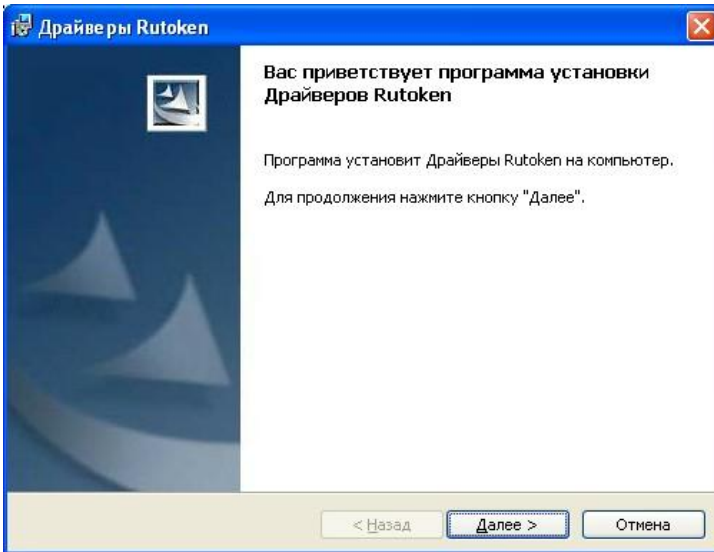 Драйверы Rutoken
Вас приветствует программа установки
Драйверов Rutoken
Программа установит Драйверы Rutoken на компьютер.
Для продолжения нажмите кнопку "Далее".
< Назад
Далее >
Отмена